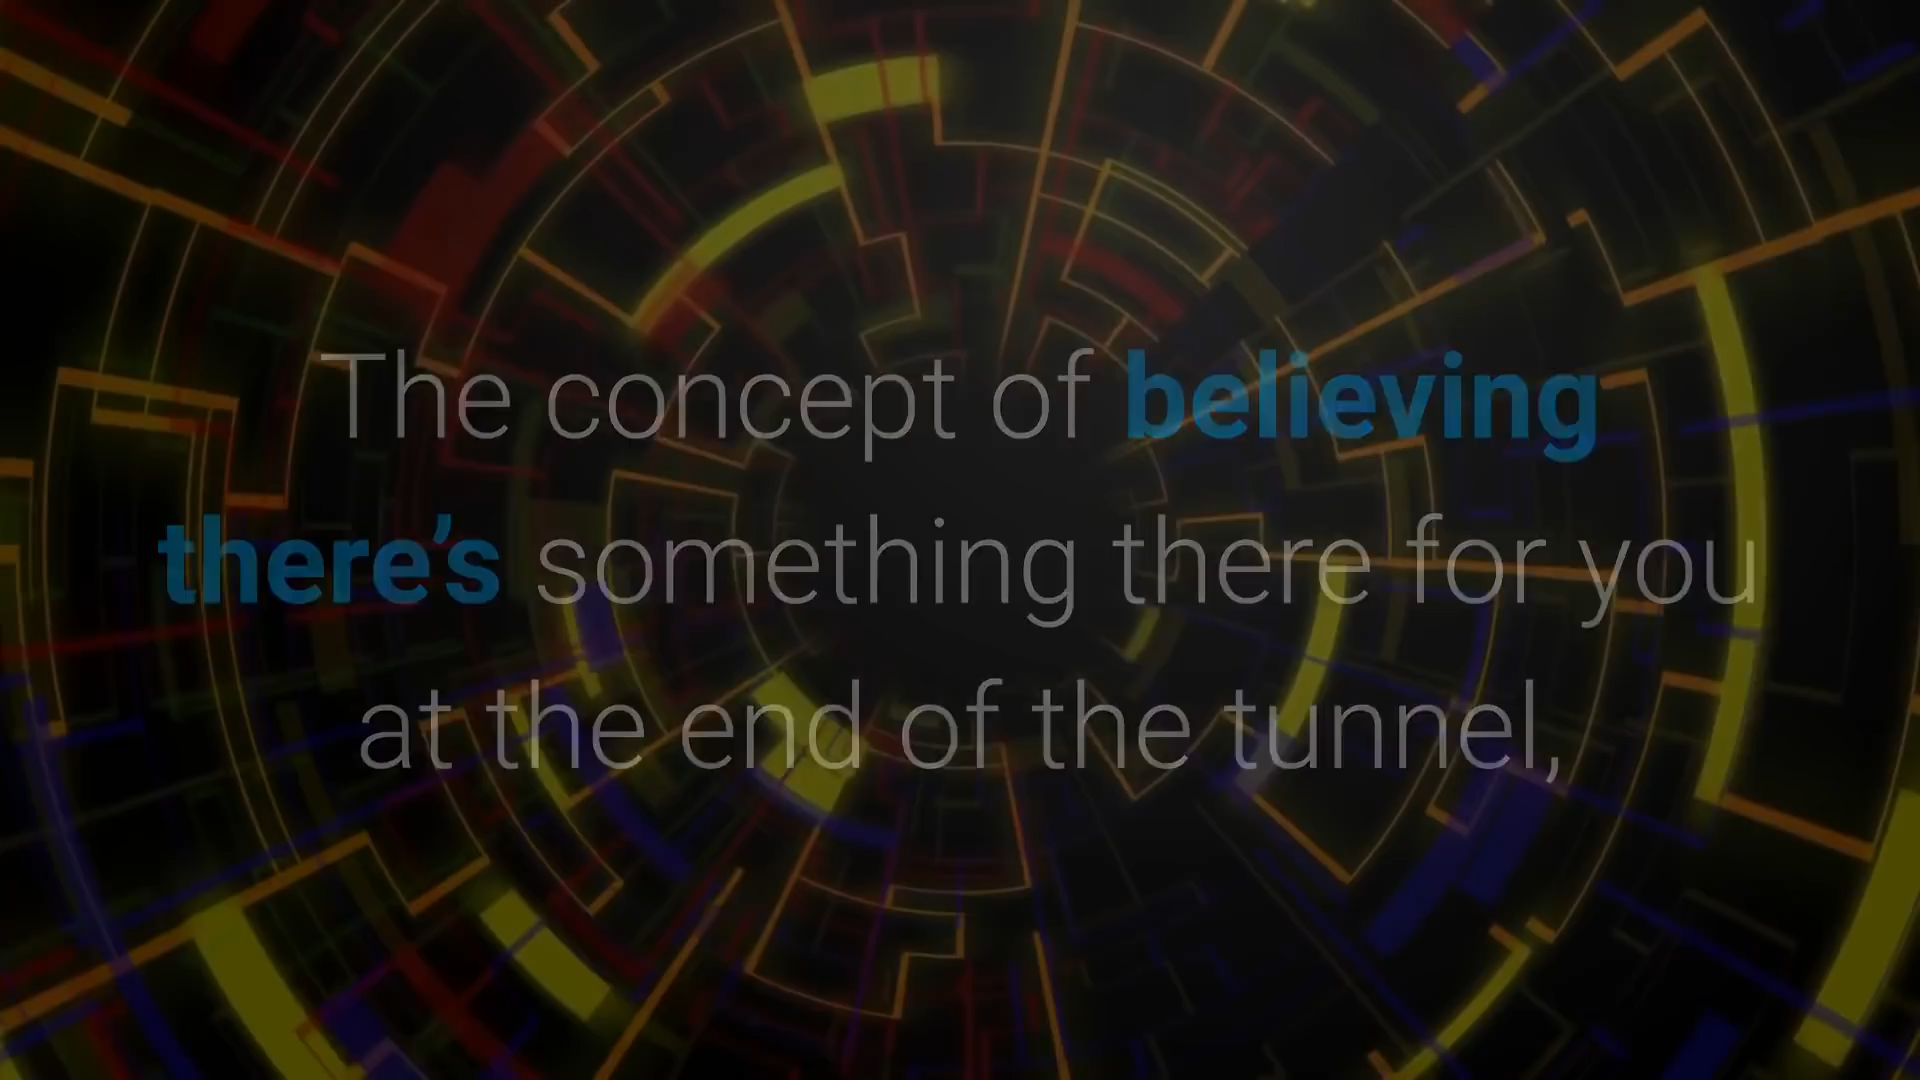 The concept of believing
there’s something there for you
at the end of the tunnel,